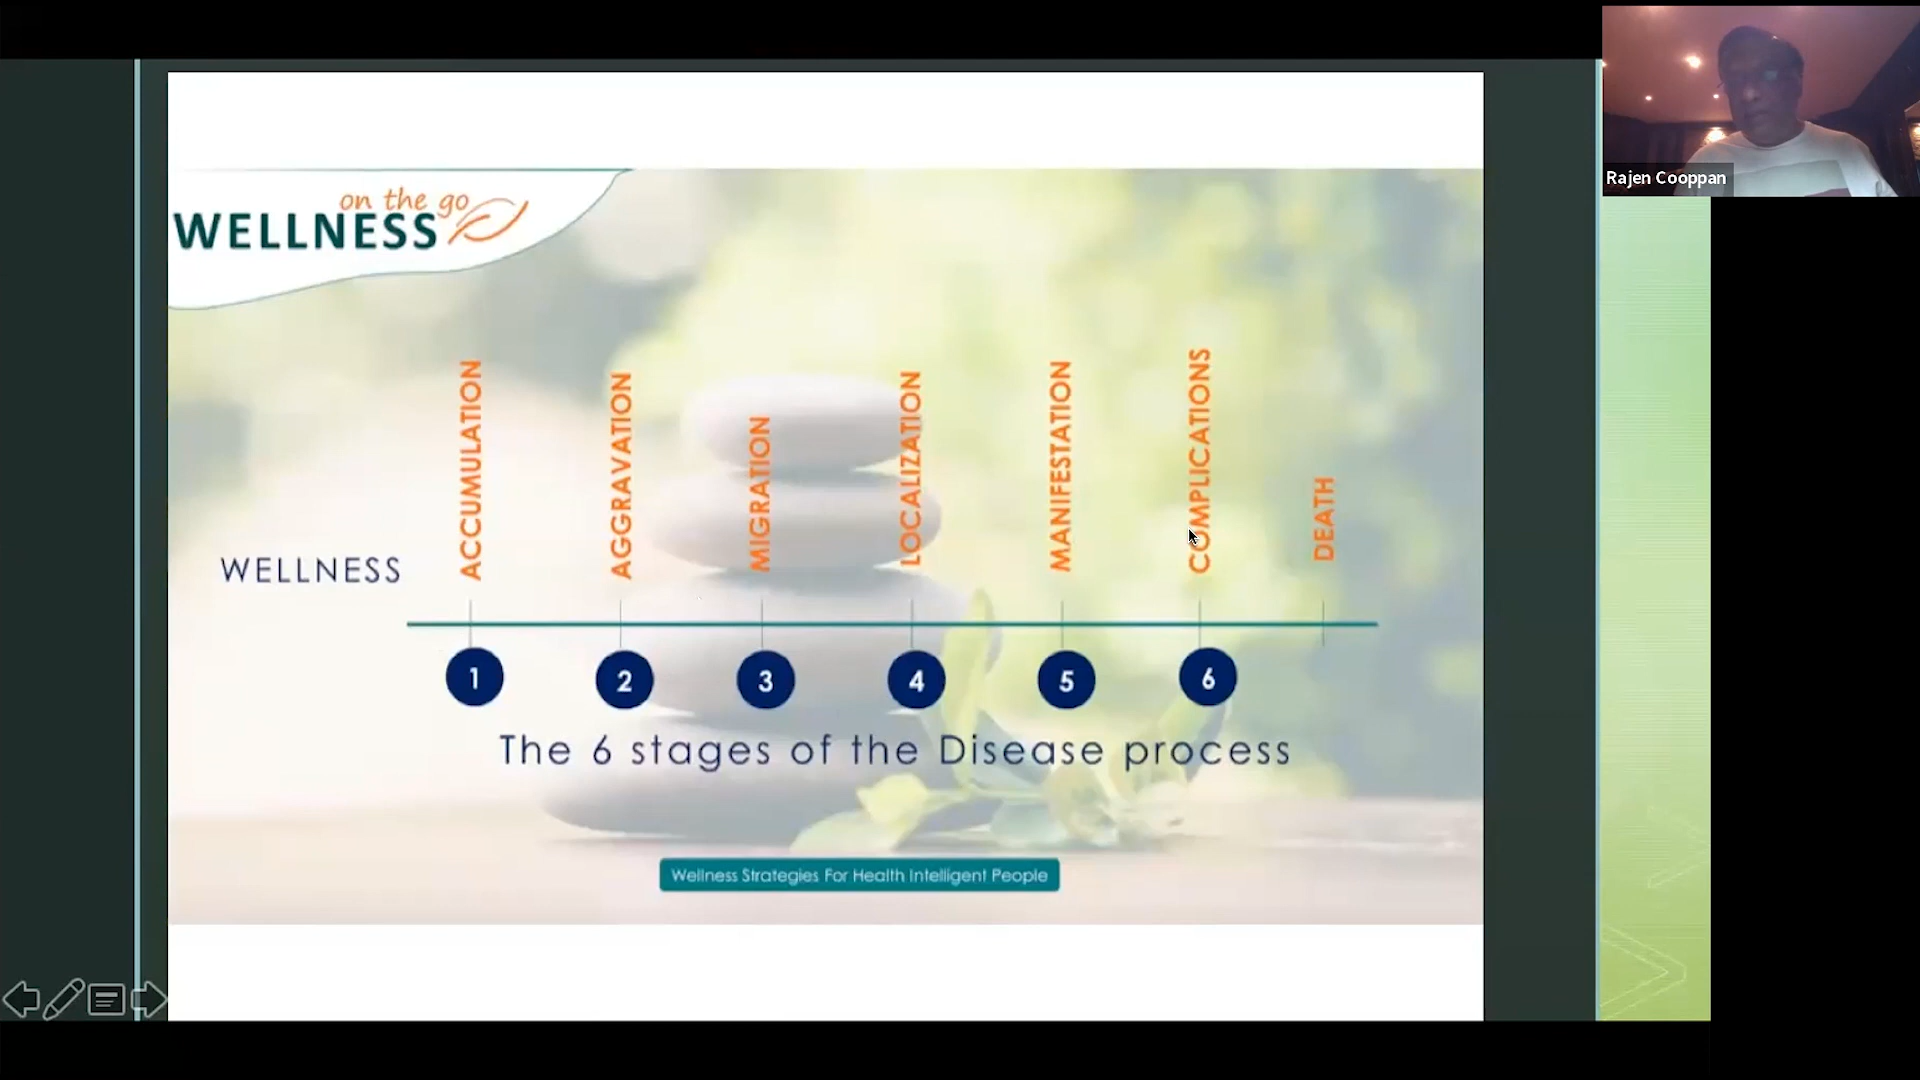 Rajen Cooppan
on the go
WELLNESS
WELLNESS
ACCUMULATION
AGGRAVATION
MIGRATION
LOCALIZATION
MANIFESTATION
COMPLICATIONS
DEATH
1 2 3 4 5 6
The 6 stages of the Disease process
Wellness Strategies For Health Intelligent People